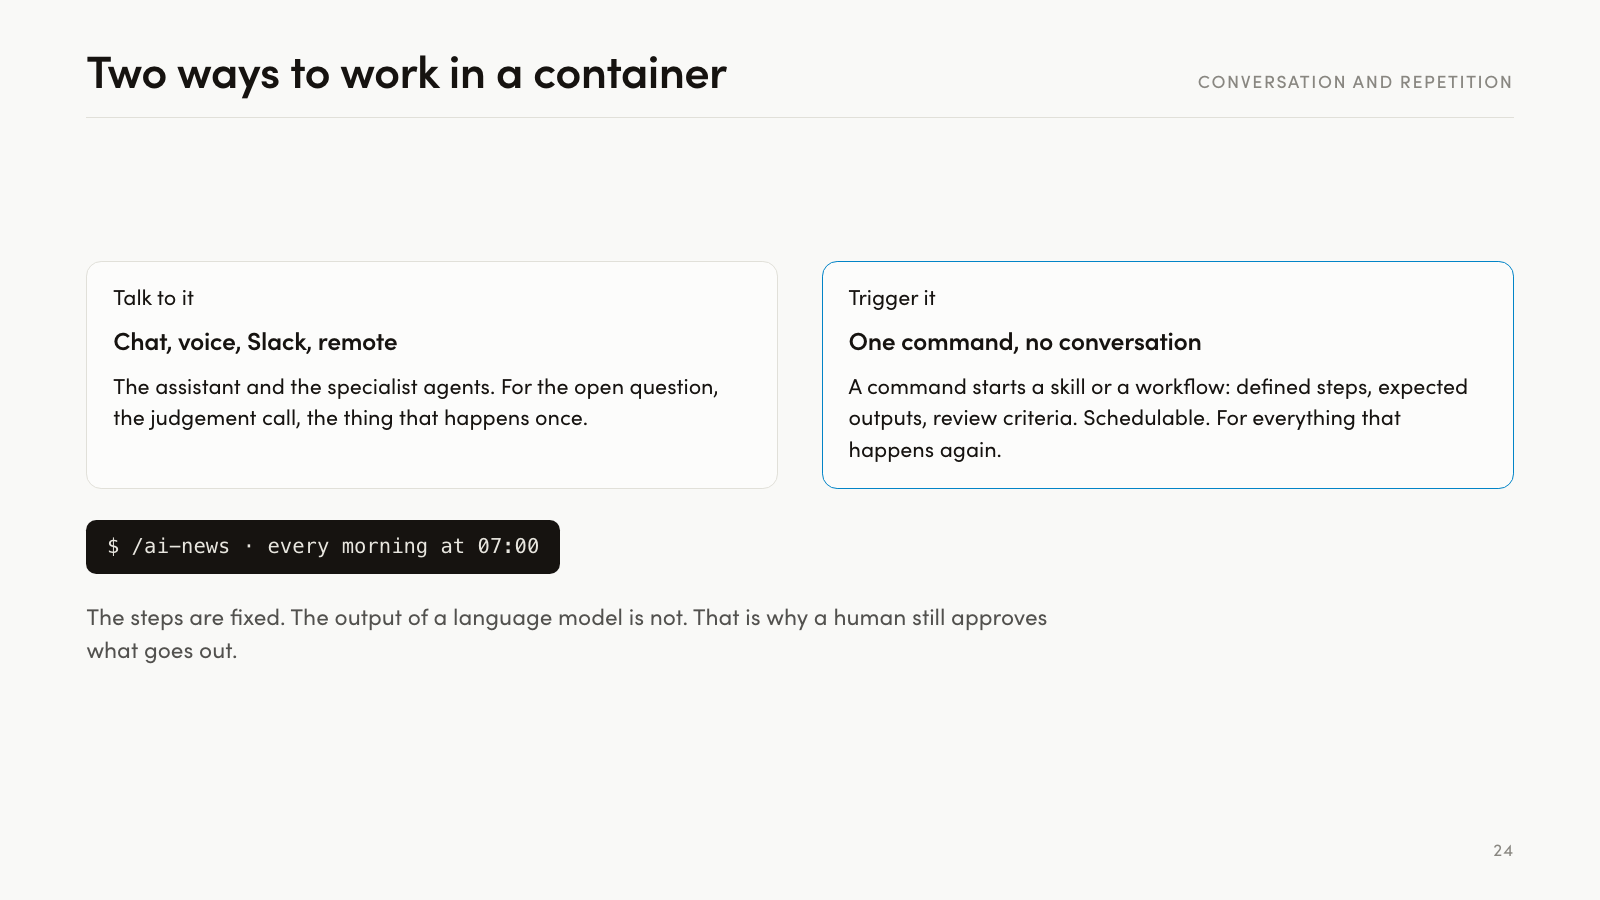 Two ways to work in a container
CONVERSATION AND REPETITION
Talk to it
Chat, voice, Slack, remote
The assistant and the specialist agents. For the open question,
the judgement call, the thing that happens once.
Trigger it
One command, no conversation
A command starts a skill or a workflow: defined steps, expected
outputs, review criteria. Schedulable. For everything that
happens again.
$ /ai-news · every morning at 07:00
The steps are fixed. The output of a language model is not. That is why a human still approves
what goes out.
24